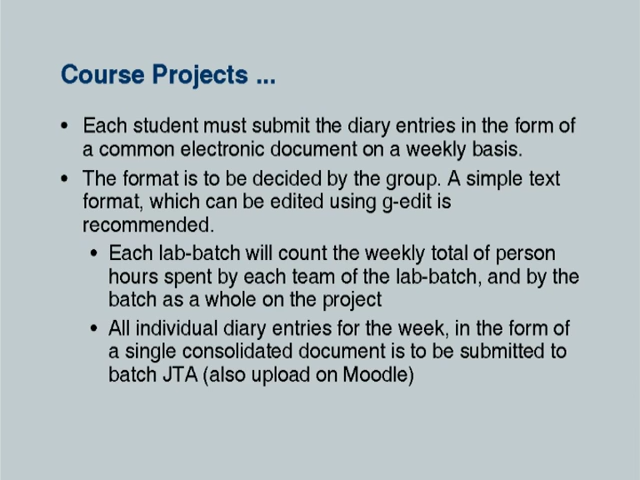 Course Projects ...
• Each student must submit the diary entries in the form of
a common electronic document on a weekly basis.
• The format is to be decided by the group. A simple text
format, which can be edited using g-edit is
recommended.
• Each lab-batch will count the weekly total of person
hours spent by each team of the lab-batch, and by the
batch as a whole on the project
• All individual diary entries for the week, in the form of
a single consolidated document is to be submitted to
batch JTA (also upload on Moodle)